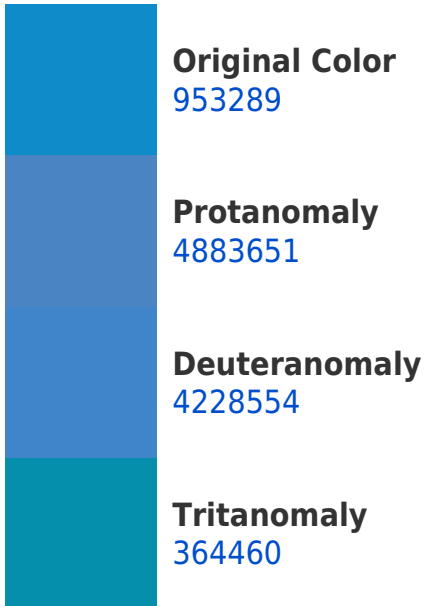 Original Color
953289
Protanomaly
4883651
Deuteranomaly
4228554
Tritanomaly
364460